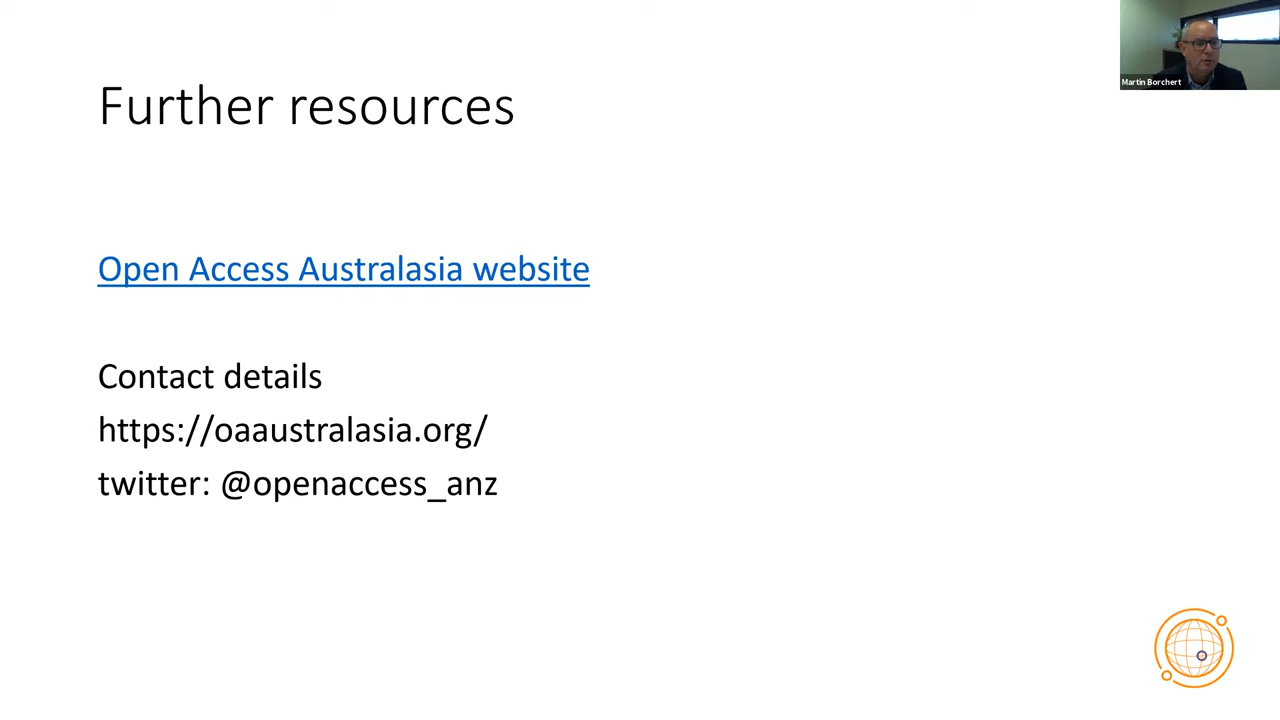 Martin Borchert
Further resources
Open Access Australasia website
Contact details
https://oaaustralasia.org/
twitter: @openaccess_anz